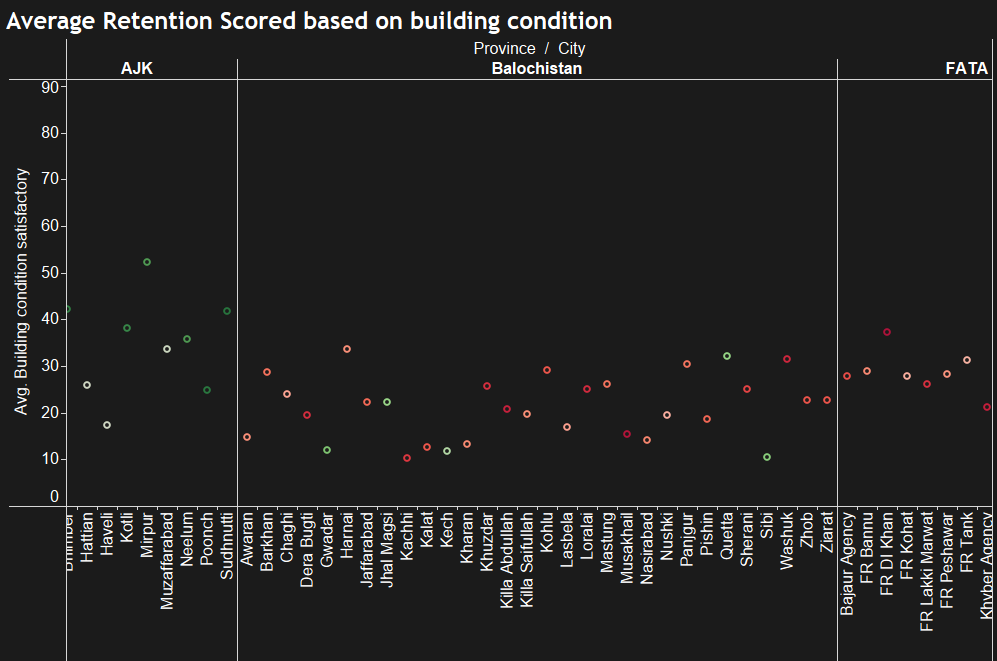 Average Retention Scored based on building condition
Province / City
AJK
Balochistan
FATA
Avg. Building condition satisfactory
90
80
70
60
50
40
30
20
10
0
Hattian
Haveli
Kotli
Mirpur
Muzaffarabad
Neelum
Poonch
Sudhnutti
Awaran
Barkhan
Chaghi
Dera Bugti
Gwadar
Harnai
Jaffarabad
Jhal Magsi
Kachhi
Kalat
Kech
Kharan
Khuzdar
Killa Abdullah
Killa Saifullah
Kohlu
Lasbela
Loralai
Mastung
Musakhail
Nasirabad
Nushki
Panjgur
Pishin
Quetta
Sherani
Sibi
Washuk
Zhob
Ziarat
Bajaur Agency
FR Bannu
FR DI Khan
FR Kohat
FR Lakki Marwat
FR Peshawar
FR Tank
Khyber Agency